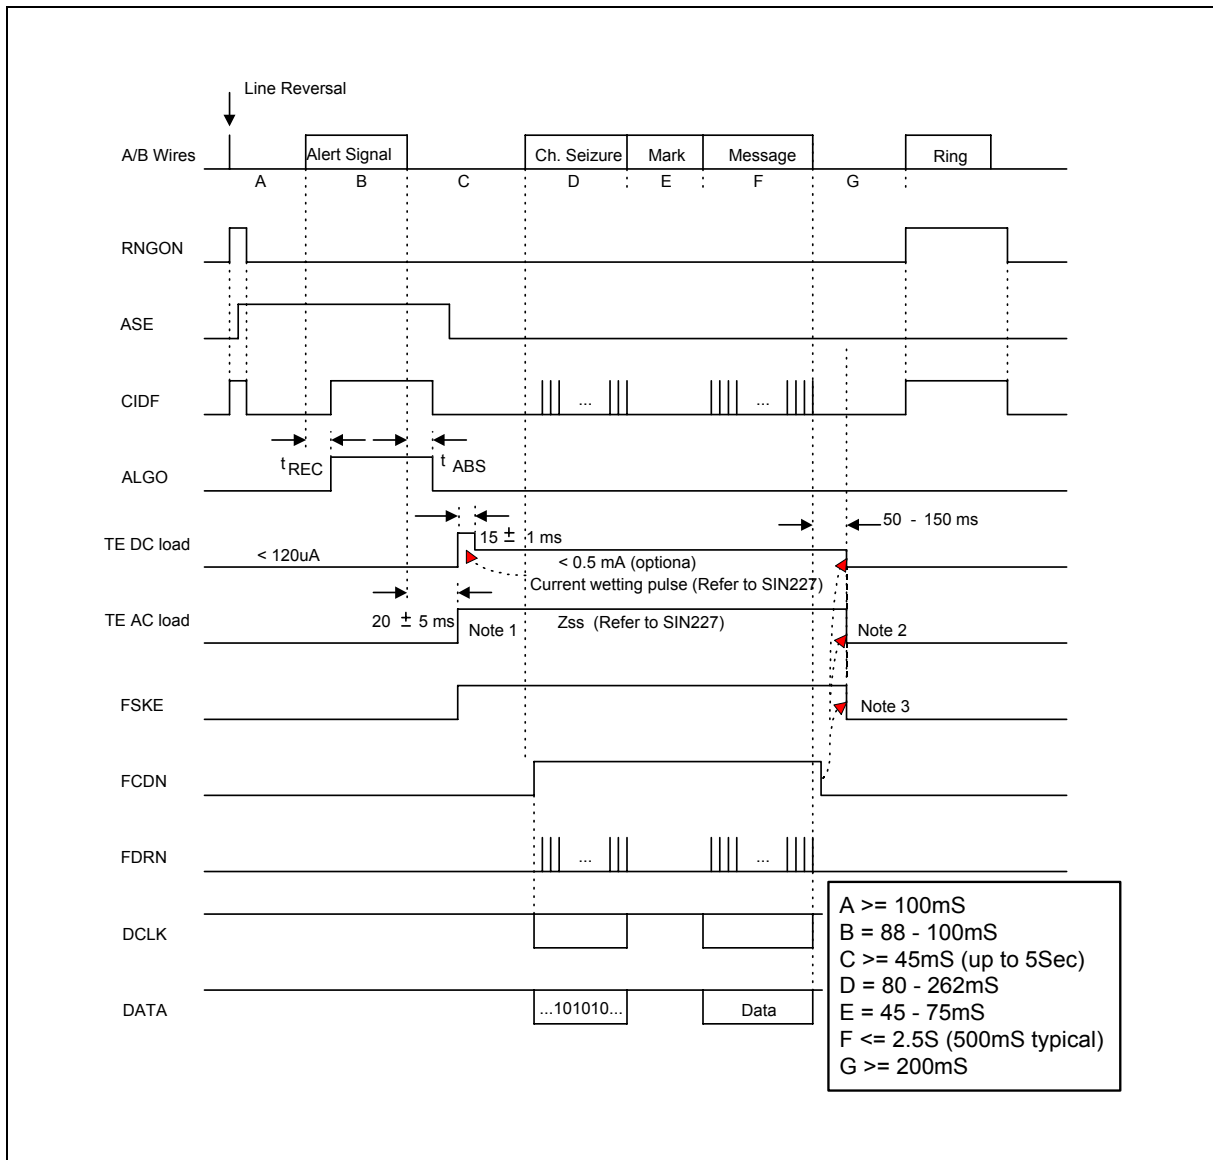 Line Reversal
A/B Wires
Alert Signal
Ch. Seizure
Mark
Message
Ring
A
B
C
D
E
F
G
RNGON
ASE
CIDF
...
...
tREC
tABS
ALGO
50 - 150 ms
15 ± 1 ms
TE DC load
< 120uA
< 0.5 mA (optiona)
Current wetting pulse (Refer to SIN227)
20 ± 5 ms
TE AC load
Note 1
Zss (Refer to SIN227)
Note 2
FSKE
Note 3
FCDN
FDRN
...
...
DCLK
DATA
...101010...
Data
A >= 100mS
B = 88 - 100mS
C >= 45mS (up to 5Sec)
D = 80 - 262mS
E = 45 - 75mS
F <= 2.5S (500mS typical)
G >= 200mS